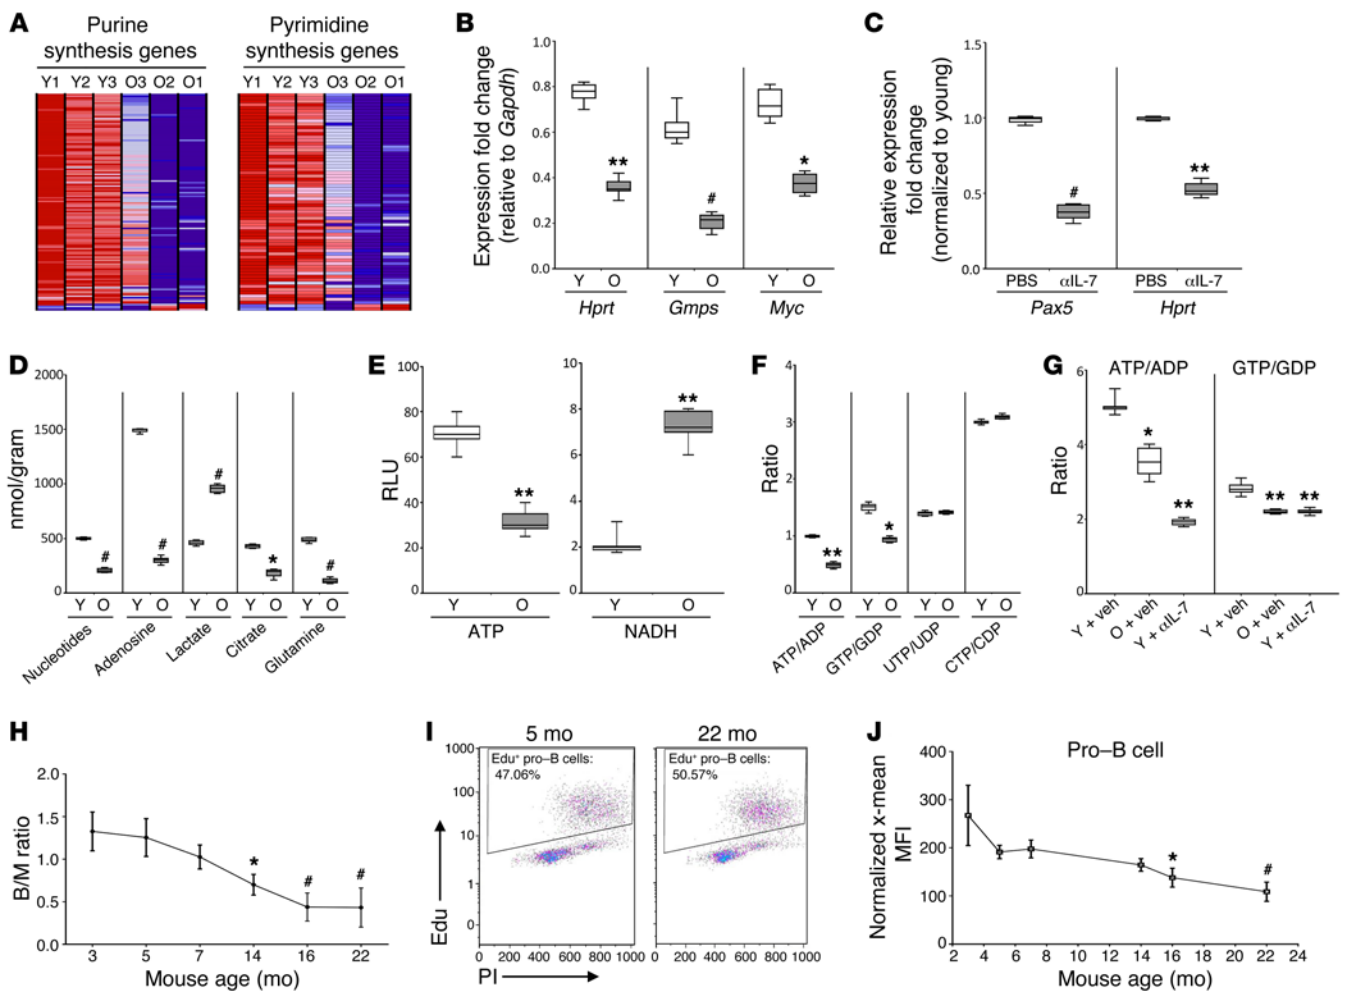 A
Purine
synthesis genes
Y1 Y2 Y3 O3 O2 O1
Pyrimidine
synthesis genes
Y1 Y2 Y3 O3 O2 O1
B
Expression fold change
(relative to Gapdh)
1.0
0.8
0.6
0.4
0.2
0.0
**
#
*
Y O Y O Y O
Hprt Gmps Myc
C
Relative expression
fold change
(normalized to young)
1.5
1.0
0.5
0.0
#
**
PBS αIL-7 PBS αIL-7
Pax5 Hprt
D
nmol/gram
2000
1500
1000
500
0
#
#
#
*
#
Y O Y O Y O Y O Y O
Nucleotides
Adenosine
Lactate
Citrate
Glutamine
E
RLU
100
80
60
40
20
0
**
Y O
ATP
10
8
6
4
2
0
**
Y O
NADH
F
Ratio
4
3
2
1
0
**
*
Y O Y O Y O Y O
ATP/ADP
GTP/GDP
UTP/UDP
CTP/CDP
G
ATP/ADP GTP/GDP
Ratio
6
4
2
0
*
**
** **
Y + veh
O + veh
Y + αIL-7
Y + veh
O + veh
Y + αIL-7
H
B/M ratio
2.0
1.5
1.0
0.5
0.0
*
#
#
3 5 7 14 16 22
Mouse age (mo)
I
5 mo 22 mo
Edu+ pro–B cells:
47.06%
Edu+ pro–B cells:
50.57%
1000
100
10
1
0
Edu
0 200 400 600 800 1000
0 200 400 600 800 1000
PI
J
Pro–B cell
Normalized x-mean
MFI
400
300
200
100
0
*
#
2 4 6 8 10 12 14 16 18 20 22 24
Mouse age (mo)